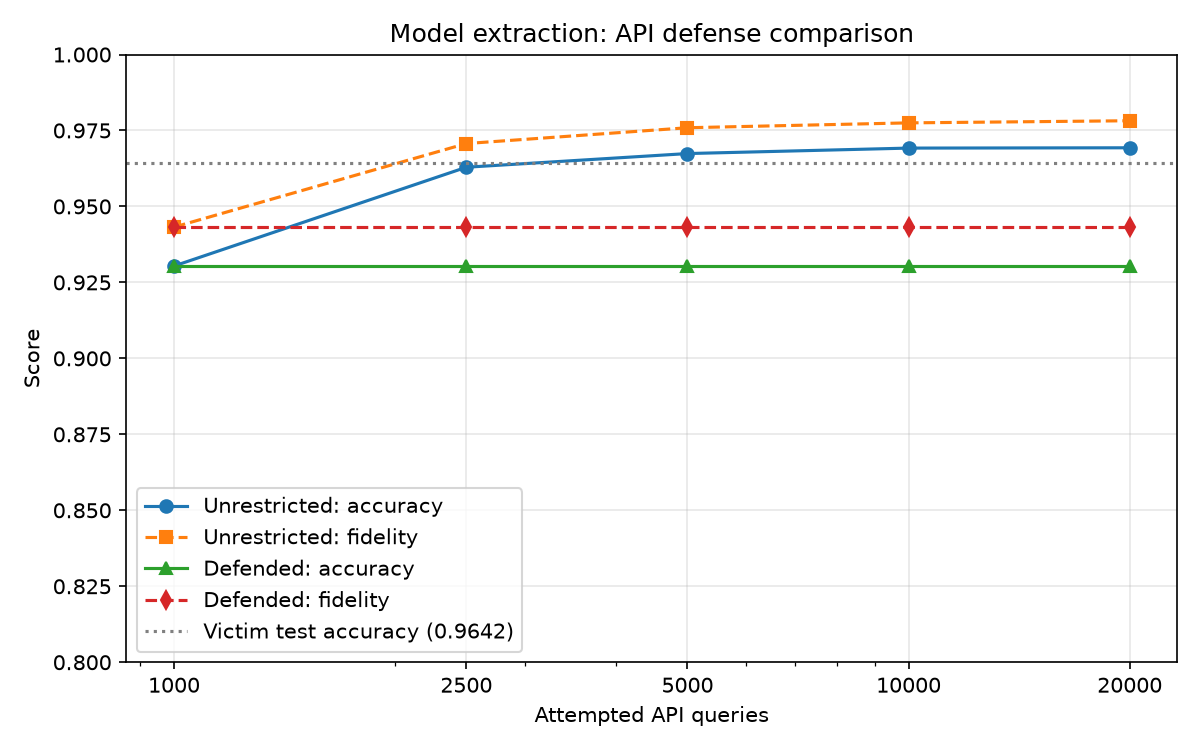 Model extraction: API defense comparison
1.000
0.975
0.950
0.925
0.900
0.875
0.850
0.825
0.800
Score
Unrestricted: accuracy
Unrestricted: fidelity
Defended: accuracy
Defended: fidelity
Victim test accuracy (0.9642)
1000 2500 5000 10000 20000
Attempted API queries